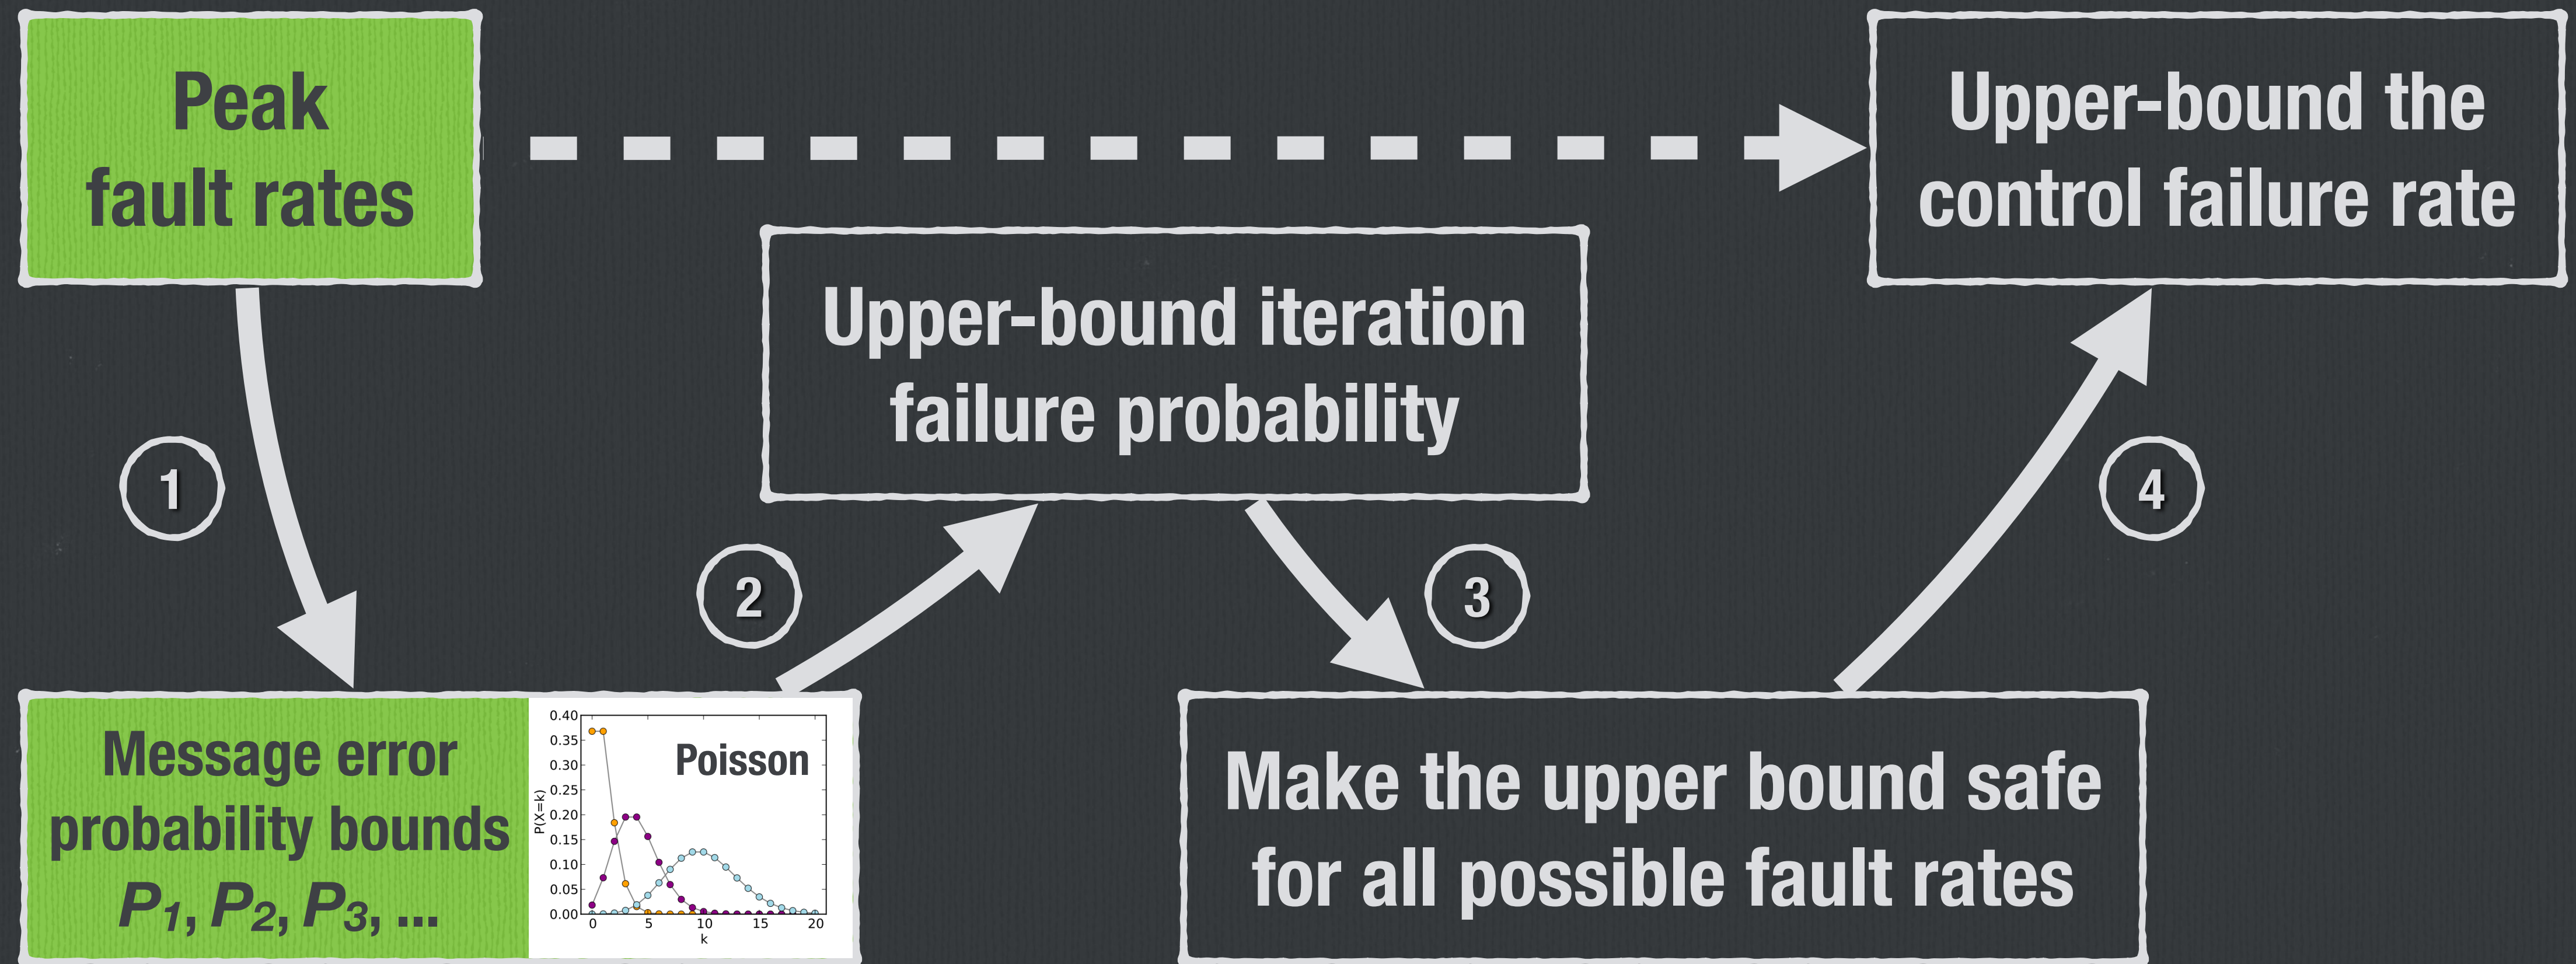 Peak
fault rates
Upper-bound the
control failure rate
Upper-bound iteration
failure probability
1
2
3
4
Message error
probability bounds
P1, P2, P3, ...
Poisson
P(X=k)
0.40
0.35
0.30
0.25
0.20
0.15
0.10
0.05
0.00
0 5 10 15 20
k
Make the upper bound safe
for all possible fault rates